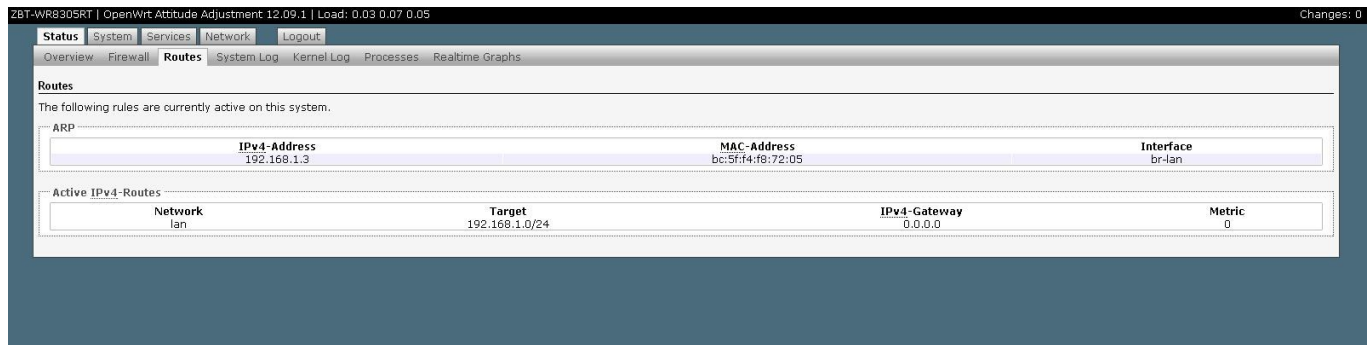 ZBT-WR8305RT | OpenWrt Attitude Adjustment 12.09.1 | Load: 0.03 0.07 0.05 Changes: 0
Status System Services Network Logout
Overview Firewall Routes System Log Kernel Log Processes Realtime Graphs
Routes
The following rules are currently active on this system.
ARP
IPv4-Address MAC-Address Interface
192.168.1.3 bc:5f:f4:f8:72:05 br-lan
Active IPv4-Routes
Network Target IPv4-Gateway Metric
lan 192.168.1.0/24 0.0.0.0 0